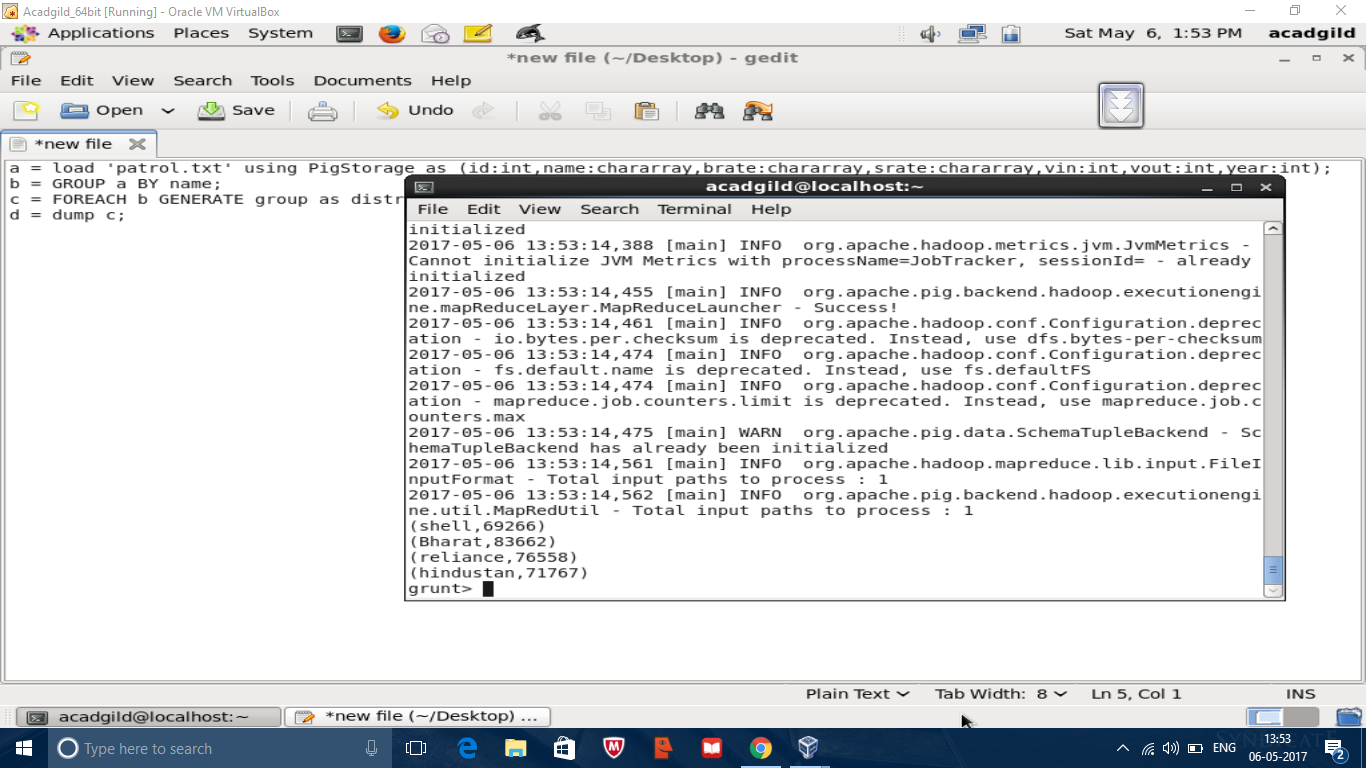 Acadgild_64bit [Running] - Oracle VM VirtualBox
Applications Places System Sat May 6, 1:53 PM acadgild
*new file (~/Desktop) - gedit
File Edit View Search Tools Documents Help
Open Save Undo
*new file
a = load 'patrol.txt' using PigStorage as (id:int,name:chararray,brate:chararray,srate:chararray,vin:int,vout:int,year:int);
b = GROUP a BY name;
c = FOREACH b GENERATE group as distr
d = dump c;
acadgild@localhost:~
File Edit View Search Terminal Help
initialized
2017-05-06 13:53:14,388 [main] INFO  org.apache.hadoop.metrics.jvm.JvmMetrics -
Cannot initialize JVM Metrics with processName=JobTracker, sessionId= - already
initialized
2017-05-06 13:53:14,455 [main] INFO  org.apache.pig.backend.hadoop.executionengi
ne.mapReduceLayer.MapReduceLauncher - Success!
2017-05-06 13:53:14,461 [main] INFO  org.apache.hadoop.conf.Configuration.deprec
ation - io.bytes.per.checksum is deprecated. Instead, use dfs.bytes-per-checksum
2017-05-06 13:53:14,474 [main] INFO  org.apache.hadoop.conf.Configuration.deprec
ation - fs.default.name is deprecated. Instead, use fs.defaultFS
2017-05-06 13:53:14,474 [main] INFO  org.apache.hadoop.conf.Configuration.deprec
ation - mapreduce.job.counters.limit is deprecated. Instead, use mapreduce.job.c
ounters.max
2017-05-06 13:53:14,475 [main] WARN  org.apache.pig.data.SchemaTupleBackend - Sc
hemaTupleBackend has already been initialized
2017-05-06 13:53:14,561 [main] INFO  org.apache.hadoop.mapreduce.lib.input.FileI
nputFormat - Total input paths to process : 1
2017-05-06 13:53:14,562 [main] INFO  org.apache.pig.backend.hadoop.executionengi
ne.util.MapRedUtil - Total input paths to process : 1
(shell,69266)
(Bharat,83662)
(reliance,76558)
(hindustan,71767)
grunt>
Plain Text Tab Width: 8 Ln 5, Col 1 INS
acadgild@localhost:~ *new file (~/Desktop) ...
Type here to search ENG 13:53
06-05-2017 2